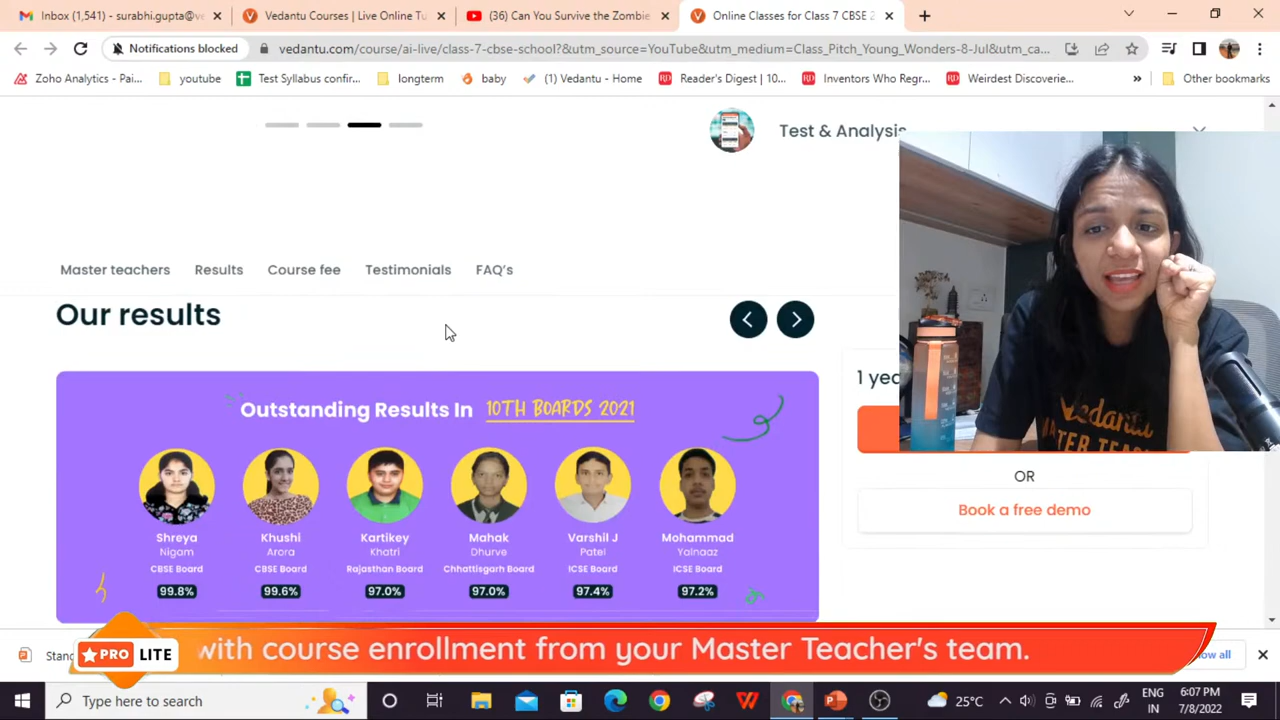 Inbox (1,541) - surabhi.gupta@ve
Vedantu Courses | Live Online Tu
(36) Can You Survive the Zombie
Online Classes for Class 7 CBSE 2
Notifications blocked
vedantu.com/course/ai-live/class-7-cbse-school?&utm_source=YouTube&utm_medium=Class_Pitch_Young_Wonders-8-Jul&utm_ca...
Zoho Analytics - Pai...
youtube
Test Syllabus confir...
longterm
baby
(1) Vedantu - Home
Reader's Digest | 10...
Inventors Who Regr...
Weirdest Discoverie...
Other bookmarks
Test & Analysis
Master teachers
Results
Course fee
Testimonials
FAQ's
Our results
Outstanding Results In 10TH BOARDS 2021
Shreya
Nigam
CBSE Board
99.8%
Khushi
Arora
CBSE Board
99.6%
Kartikey
Khatri
Rajasthan Board
97.0%
Mahak
Dhurve
Chhattisgarh Board
97.0%
Varshil J
Patel
ICSE Board
97.4%
Mohammad
Yalnaaz
ICSE Board
97.2%
1 yea
OR
Book a free demo
Vedantu
MASTER TEACHER
PRO LITE
with course enrollment from your Master Teacher's team.
Type here to search
25°C
ENG
IN
6:07 PM
7/8/2022